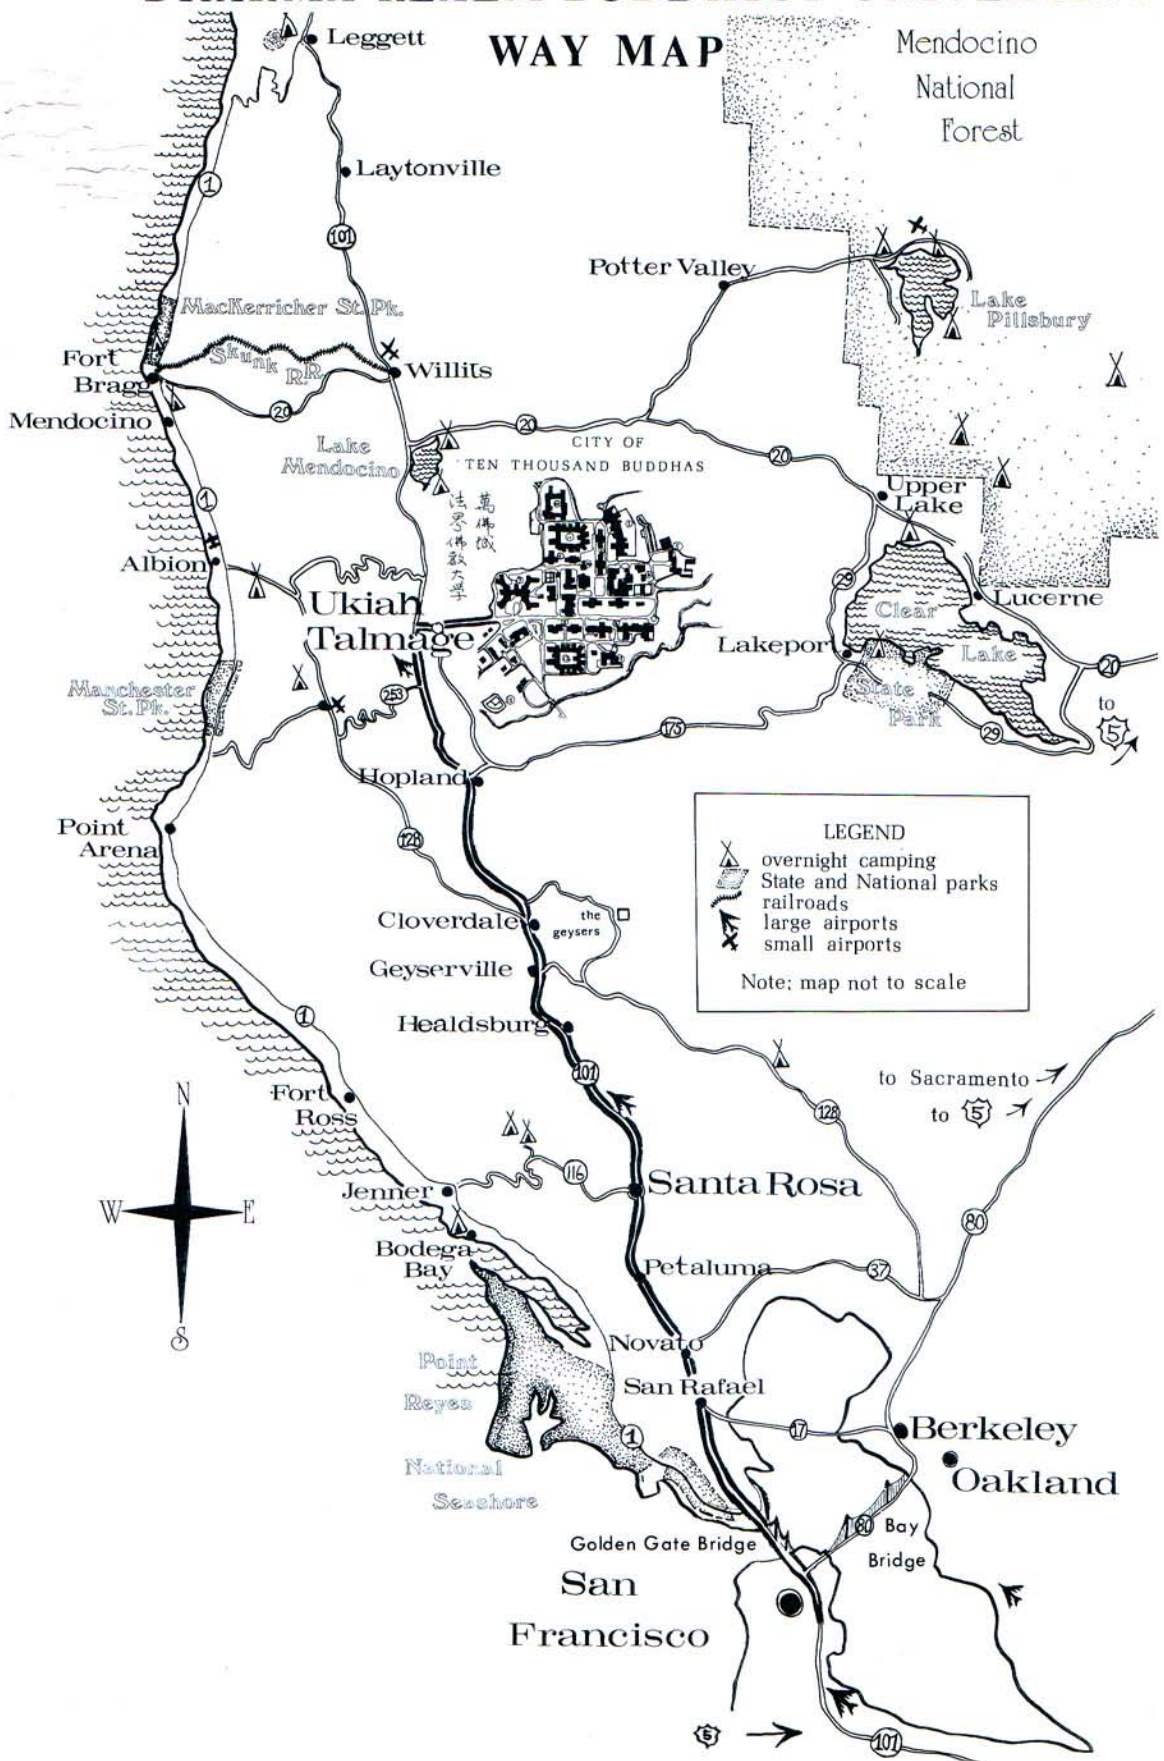 WAY MAP
Mendocino
National
Forest
Leggett
1
Laytonville
101
Potter Valley
MacKerricher St. Pk.
Lake
Pillsbury
Fort
Bragg
Skunk
R.R.
Willits
20
Mendocino
20
CITY OF
TEN THOUSAND BUDDHAS
20
Lake
Mendocino
萬佛城
法界佛教大學
Upper
Lake
1
Albion
Ukiah
Talmage
29
Clear
Lake
Lucerne
Lakeport
20
to
5
State
Park
29
Manchester
St. Pk.
253
175
Hopland
Point
Arena
128
LEGEND
overnight camping
State and National parks
railroads
large airports
small airports
Note: map not to scale
Cloverdale
the
geysers
Geyserville
Healdsburg
1
101
to Sacramento
to 5
128
Fort
Ross
N
W
E
S
116
Jenner
Santa Rosa
80
Bodega
Bay
Petaluma
37
Novato
Point
Reyes
National
Seashore
San Rafael
17
1
Berkeley
Oakland
Golden Gate Bridge
80
Bay
Bridge
San
Francisco
5
101